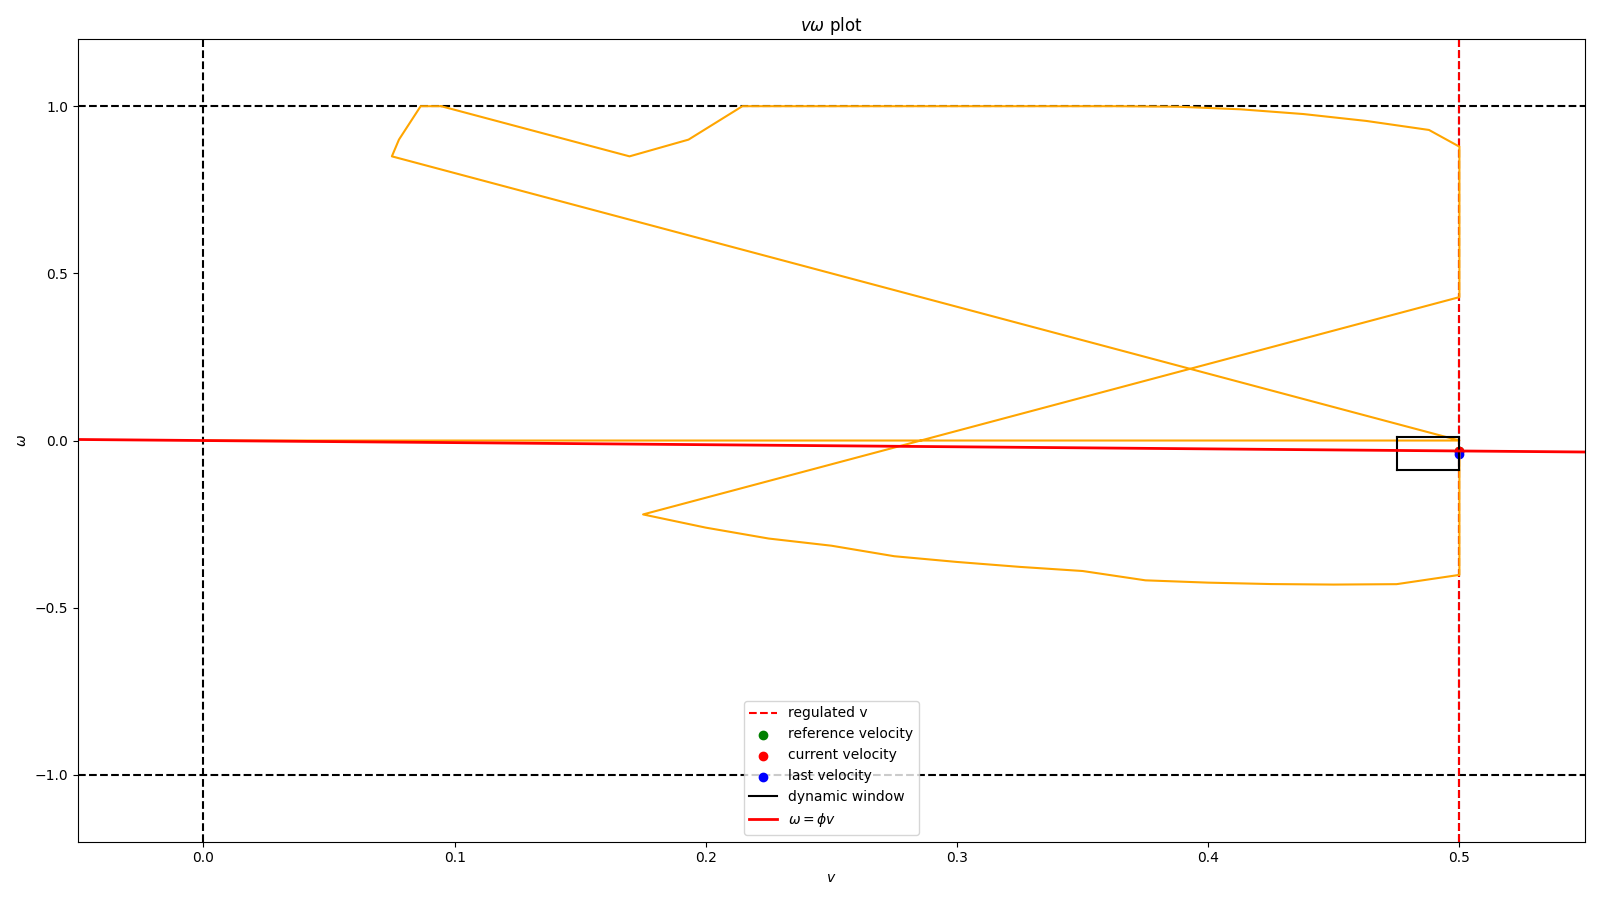 vω plot
1.0
0.5
0.0
−0.5
−1.0
ω
0.0 0.1 0.2 0.3 0.4 0.5
v
regulated v
reference velocity
current velocity
last velocity
dynamic window
ω = ϕv